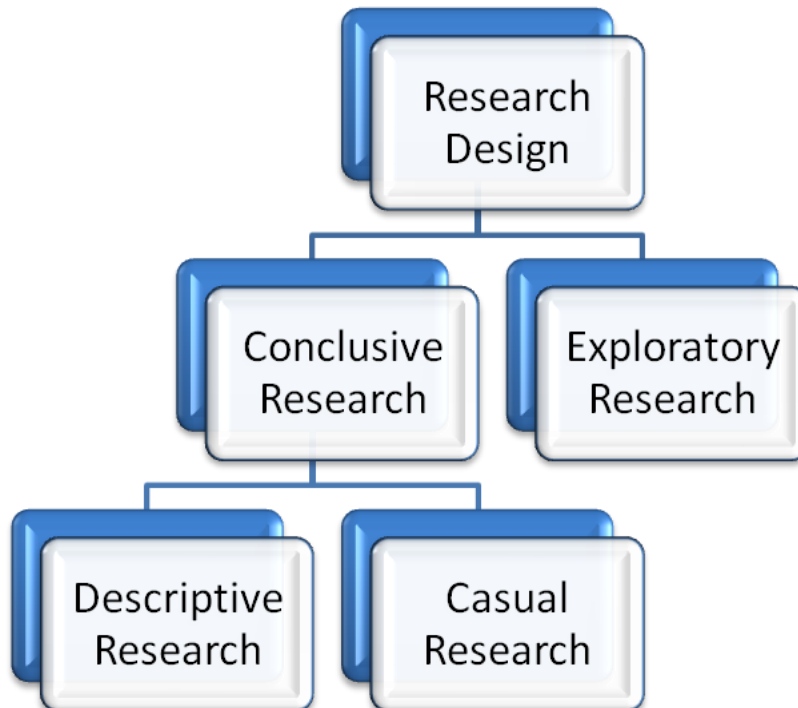 Research
Design
Conclusive
Research
Exploratory
Research
Descriptive
Research
Casual
Research